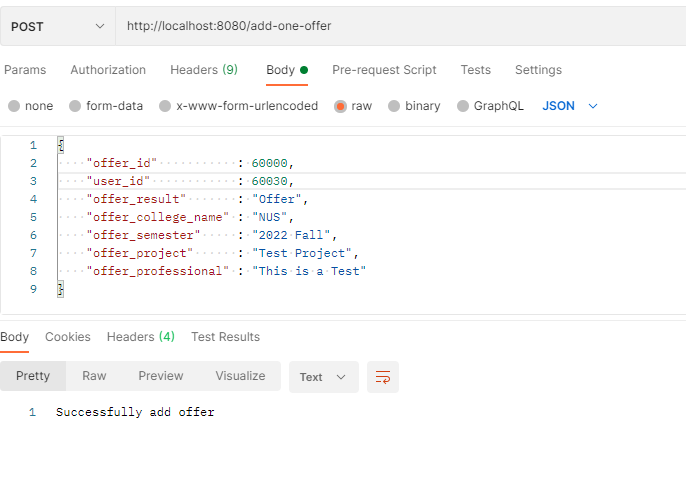 POST http://localhost:8080/add-one-offer
Params Authorization Headers (9) Body Pre-request Script Tests Settings
none form-data x-www-form-urlencoded raw binary GraphQL JSON
1 {
2 "offer_id" : 60000,
3 "user_id" : 60030,
4 "offer_result" : "Offer",
5 "offer_college_name" : "NUS",
6 "offer_semester" : "2022 Fall",
7 "offer_project" : "Test Project",
8 "offer_professional" : "This is a Test"
9 }
Body Cookies Headers (4) Test Results
Pretty Raw Preview Visualize Text
1 Successfully add offer